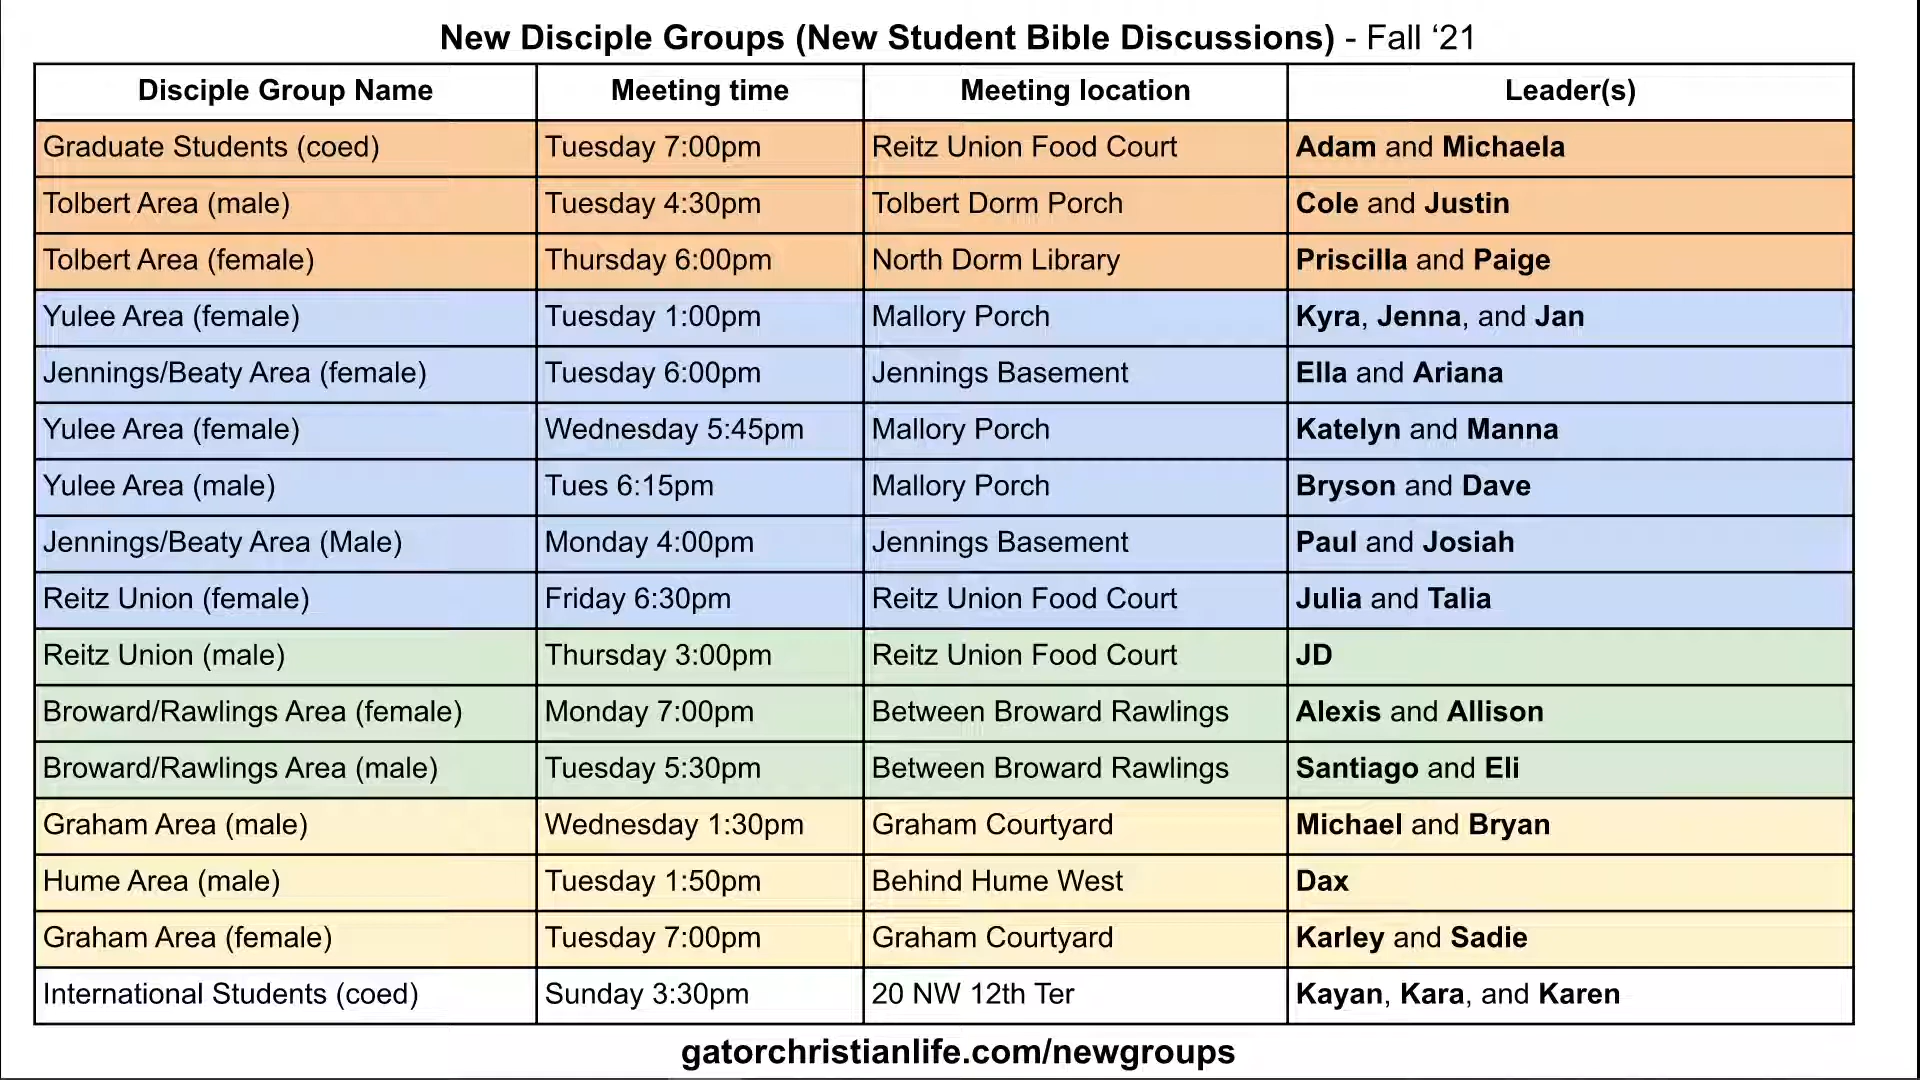 New Disciple Groups (New Student Bible Discussions) - Fall ‘21
Disciple Group Name Meeting time Meeting location Leader(s)
Graduate Students (coed) Tuesday 7:00pm Reitz Union Food Court Adam and Michaela
Tolbert Area (male) Tuesday 4:30pm Tolbert Dorm Porch Cole and Justin
Tolbert Area (female) Thursday 6:00pm North Dorm Library Priscilla and Paige
Yulee Area (female) Tuesday 1:00pm Mallory Porch Kyra, Jenna, and Jan
Jennings/Beaty Area (female) Tuesday 6:00pm Jennings Basement Ella and Ariana
Yulee Area (female) Wednesday 5:45pm Mallory Porch Katelyn and Manna
Yulee Area (male) Tues 6:15pm Mallory Porch Bryson and Dave
Jennings/Beaty Area (Male) Monday 4:00pm Jennings Basement Paul and Josiah
Reitz Union (female) Friday 6:30pm Reitz Union Food Court Julia and Talia
Reitz Union (male) Thursday 3:00pm Reitz Union Food Court JD
Broward/Rawlings Area (female) Monday 7:00pm Between Broward Rawlings Alexis and Allison
Broward/Rawlings Area (male) Tuesday 5:30pm Between Broward Rawlings Santiago and Eli
Graham Area (male) Wednesday 1:30pm Graham Courtyard Michael and Bryan
Hume Area (male) Tuesday 1:50pm Behind Hume West Dax
Graham Area (female) Tuesday 7:00pm Graham Courtyard Karley and Sadie
International Students (coed) Sunday 3:30pm 20 NW 12th Ter Kayan, Kara, and Karen
gatorchristianlife.com/newgroups